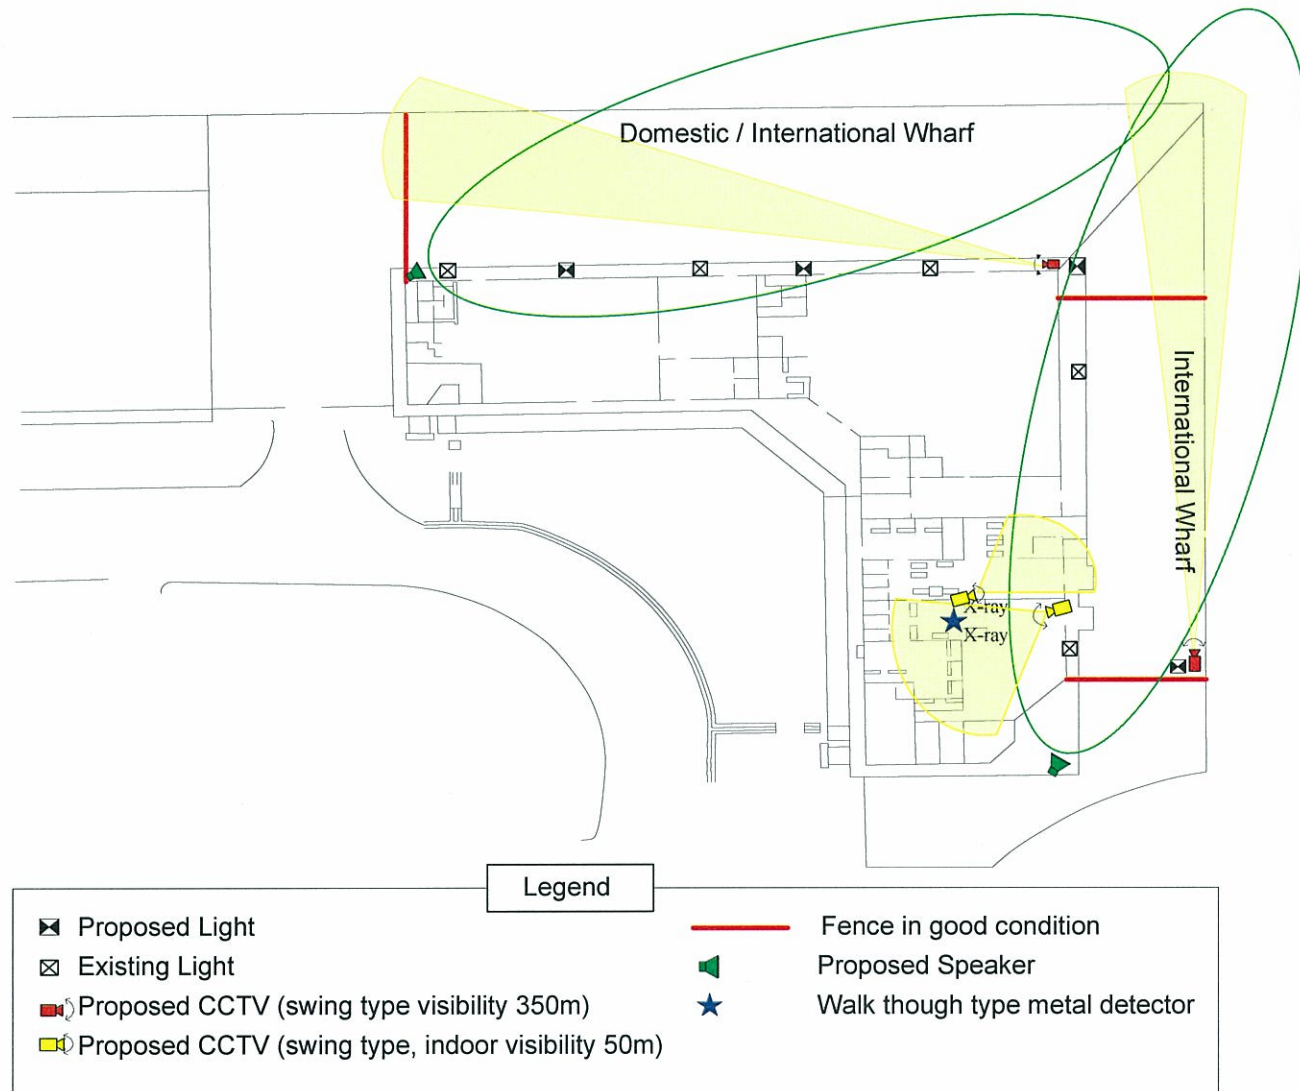 Domestic / International Wharf
International Wharf
X-ray
X-ray
Legend
Proposed Light
Existing Light
Proposed CCTV (swing type visibility 350m)
Proposed CCTV (swing type, indoor visibility 50m)
Fence in good condition
Proposed Speaker
Walk though type metal detector